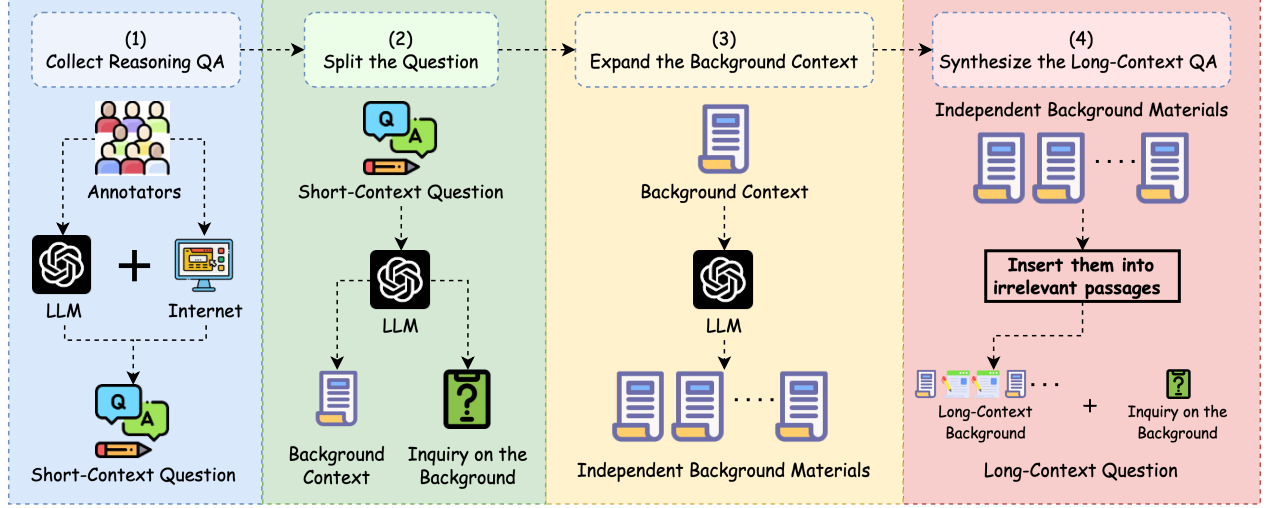 (1)
Collect Reasoning QA
Annotators
+
LLM
Internet
Q
A
Short-Context Question
(2)
Split the Question
Q
A
Short-Context Question
LLM
?
Background
Context
Inquiry on the
Background
(3)
Expand the Background Context
Background Context
LLM
....
Independent Background Materials
(4)
Synthesize the Long-Context QA
Independent Background Materials
....
Insert them into
irrelevant passages
...
Long-Context
Background
+
?
Inquiry on the
Background
Long-Context Question